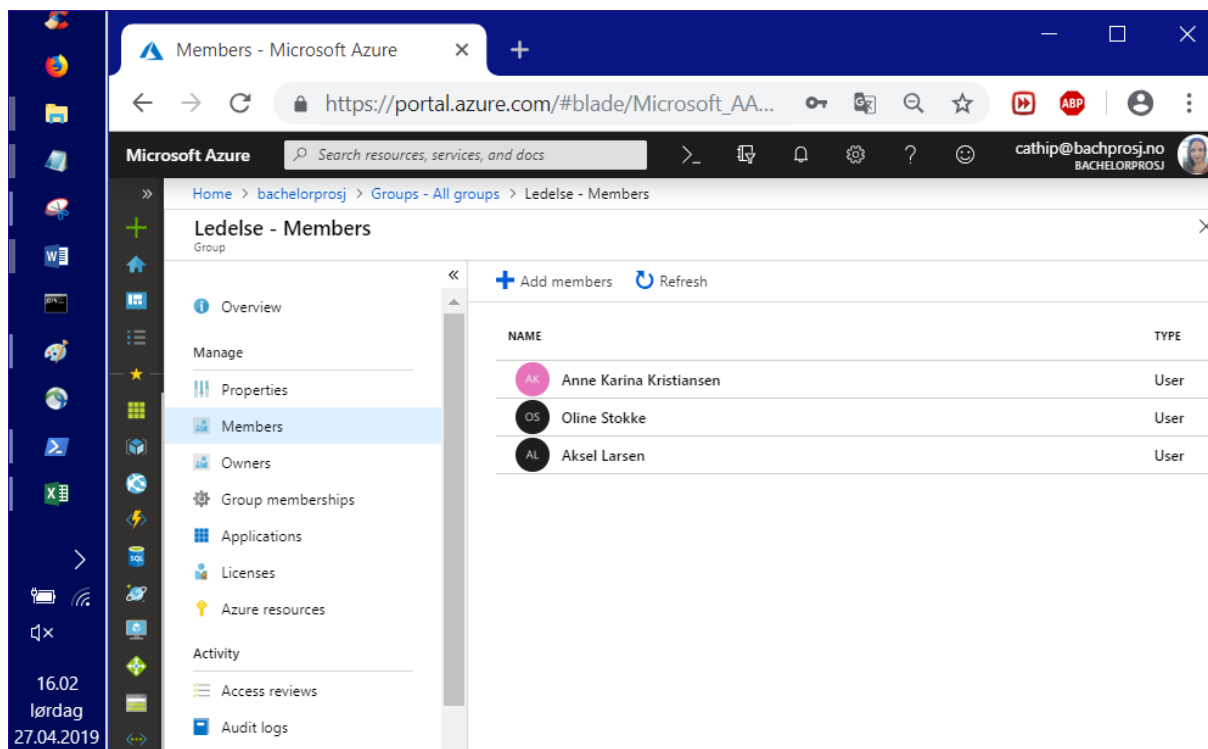 Members - Microsoft Azure
https://portal.azure.com/#blade/Microsoft_AA...
ABP
Microsoft Azure
Search resources, services, and docs
cathip@bachprosj.no
BACHELORPROSJ
Home > bachelorprosj > Groups - All groups > Ledelse - Members
Ledelse - Members
Group
Overview
Manage
Properties
Members
Owners
Group memberships
Applications
Licenses
Azure resources
Activity
Access reviews
Audit logs
Add members Refresh
NAME TYPE
AK Anne Karina Kristiansen User
OS Oline Stokke User
AL Aksel Larsen User
SQL
16.02
lørdag
27.04.2019